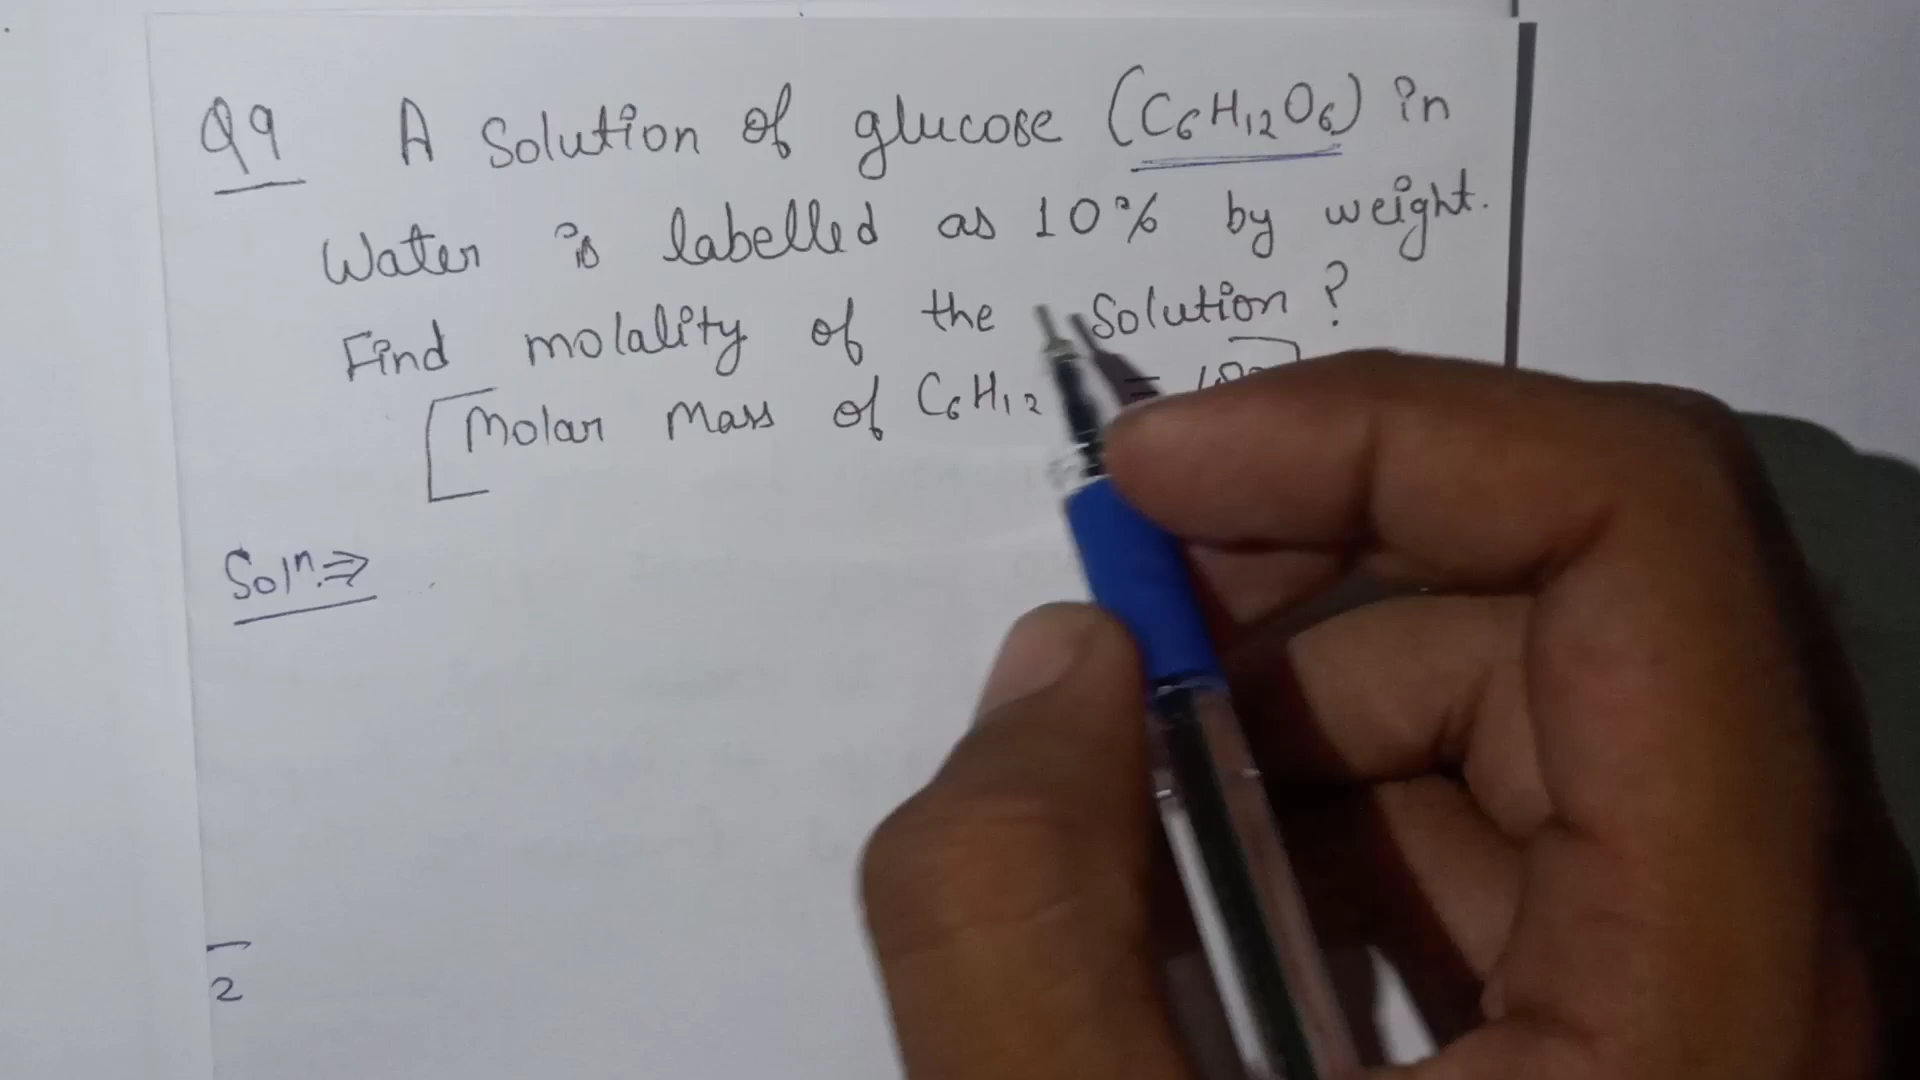 Q9 A Solution of glucose (C6H12O6) in
Water is labelled as 10% by weight.
Find molality of the Solution ?
[Molar Mass of C6H12 =
Solⁿ.⇒
2